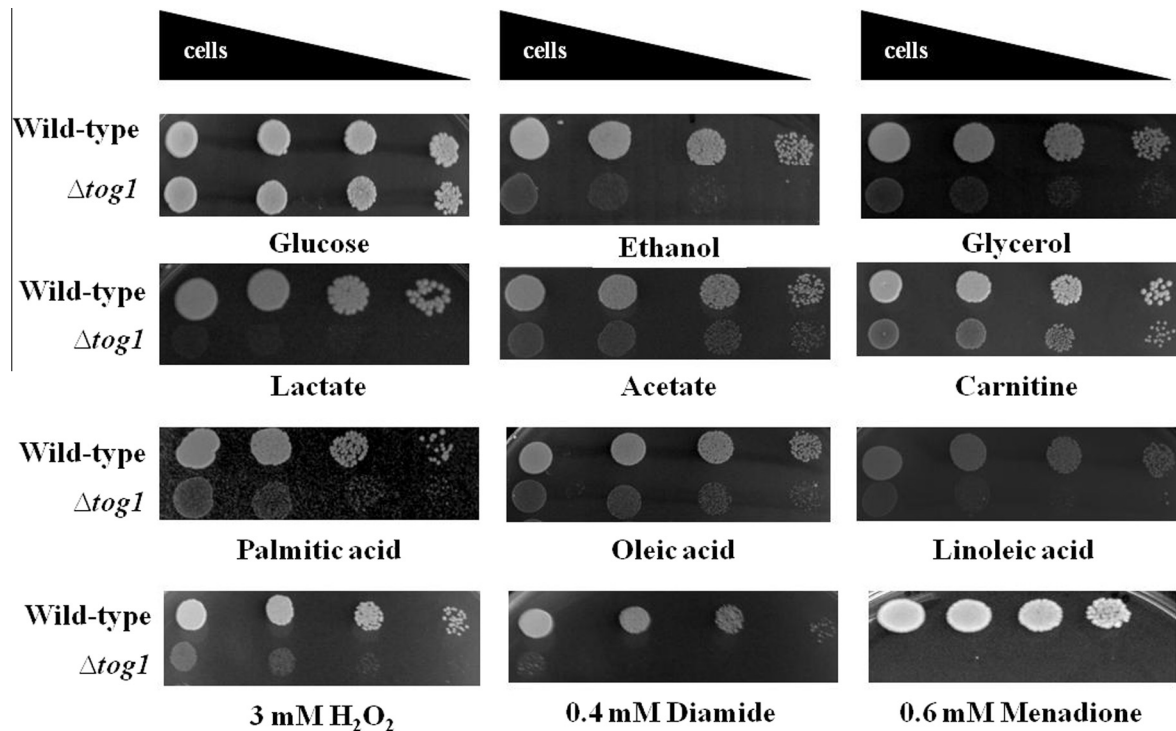 cells cells cells
Wild-type
Δtog1
Glucose Ethanol Glycerol
Wild-type
Δtog1
Lactate Acetate Carnitine
Wild-type
Δtog1
Palmitic acid Oleic acid Linoleic acid
Wild-type
Δtog1
3 mM H₂O₂ 0.4 mM Diamide 0.6 mM Menadione